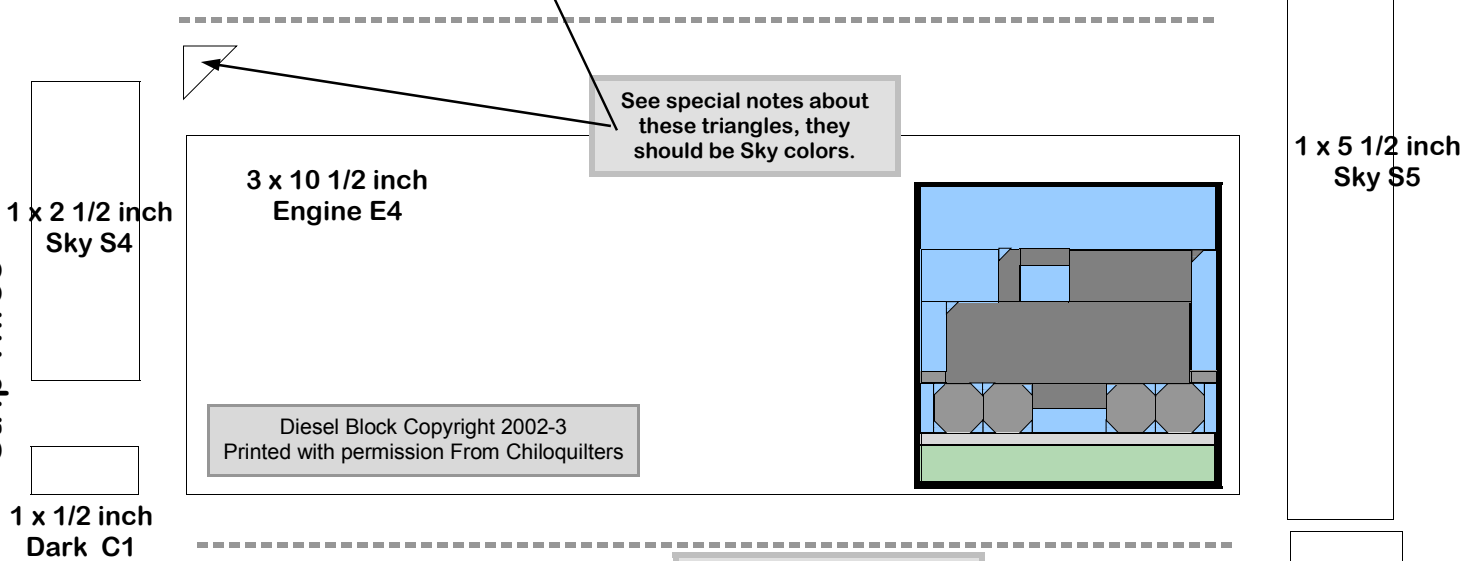 See special notes about
these triangles, they
should be Sky colors.
1 x 5 1/2 inch
Sky S5
3 x 10 1/2 inch
Engine E4
1 x 2 1/2 inch
Sky S4
Diesel Block Copyright 2002-3
Printed with permission From Chiloquilters
1 x 1/2 inch
Dark C1